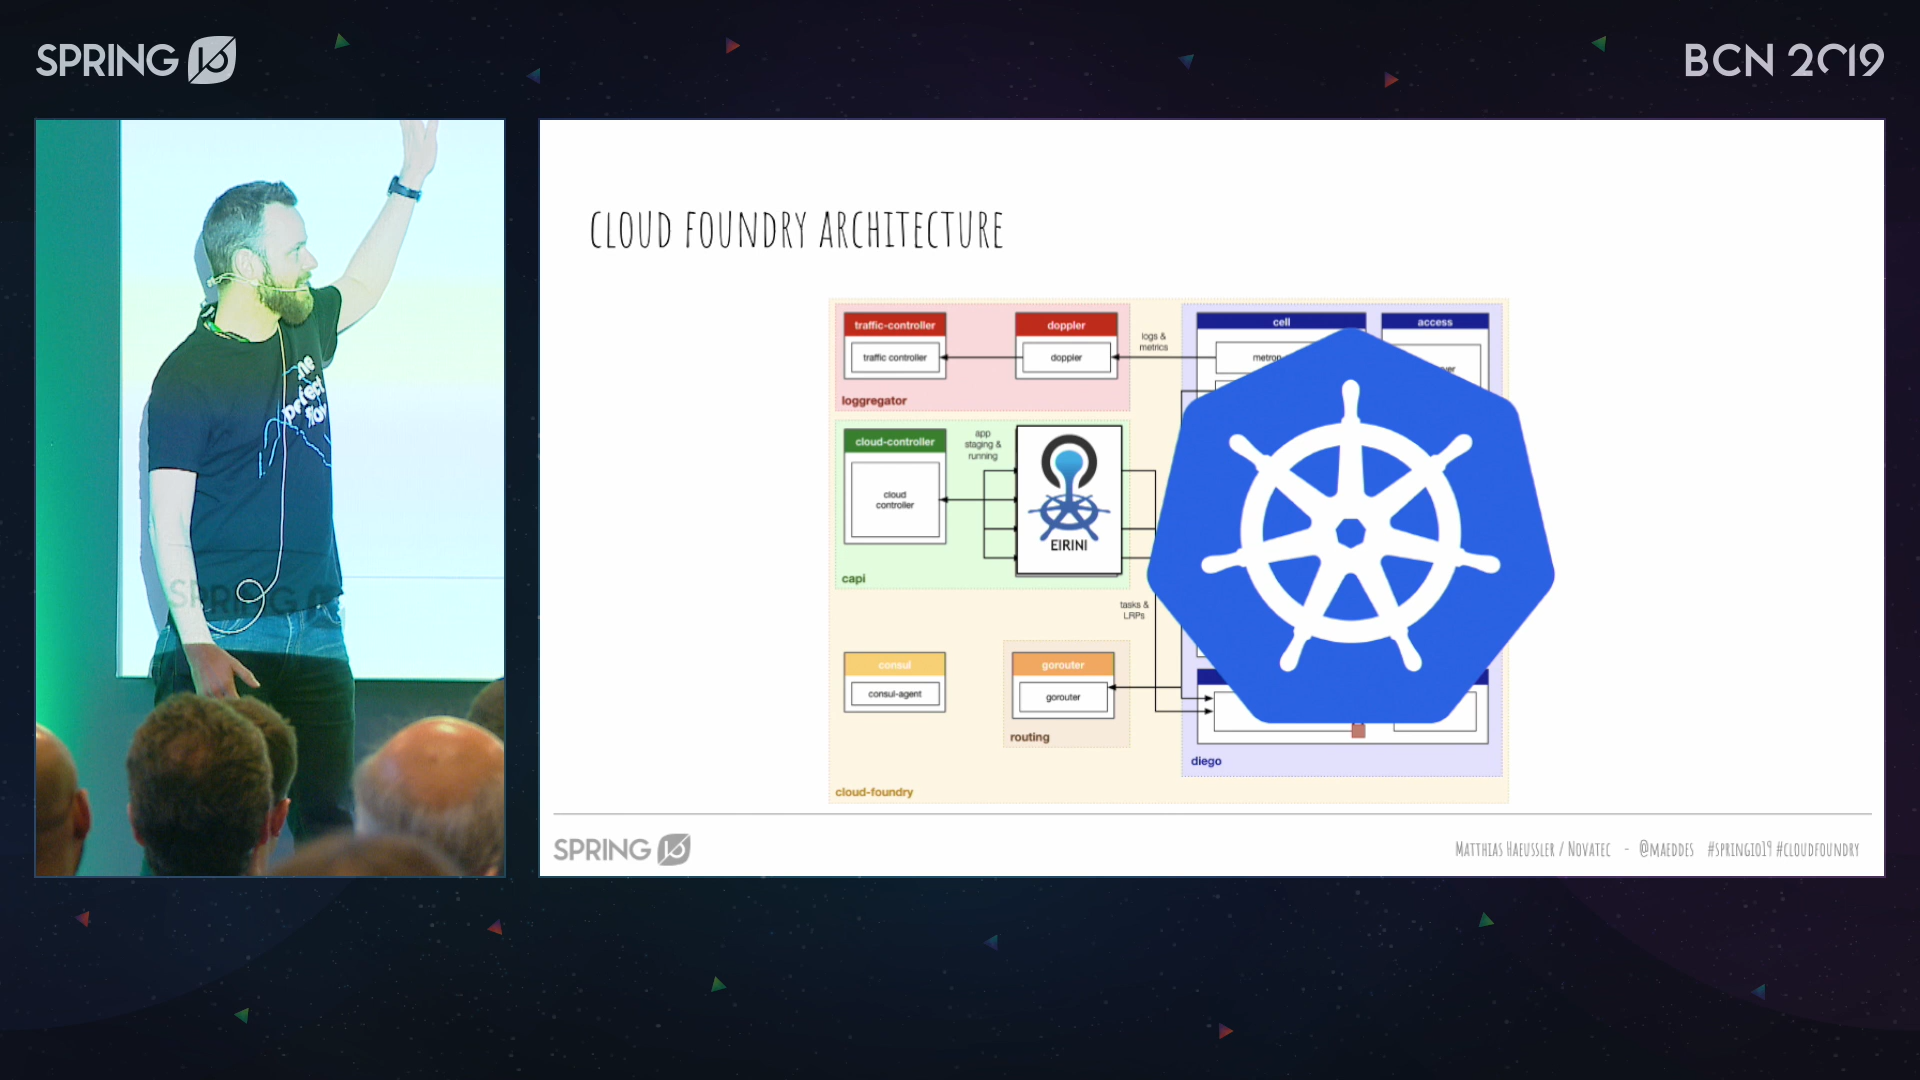 SPRING IO
BCN 2019
CLOUD FOUNDRY ARCHITECTURE
traffic-controller
traffic controller
doppler
doppler
loggregator
logs &
metrics
cell
access
cloud-controller
cloud
controller
app
staging &
running
EIRINI
capi
tasks &
LRPs
consul
consul-agent
gorouter
gorouter
routing
diego
cloud-foundry
SPRING IO
MATTHIAS HAEUSSLER / NOVATEC - @MAEDDES #SPRINGIO19 #CLOUDFOUNDRY